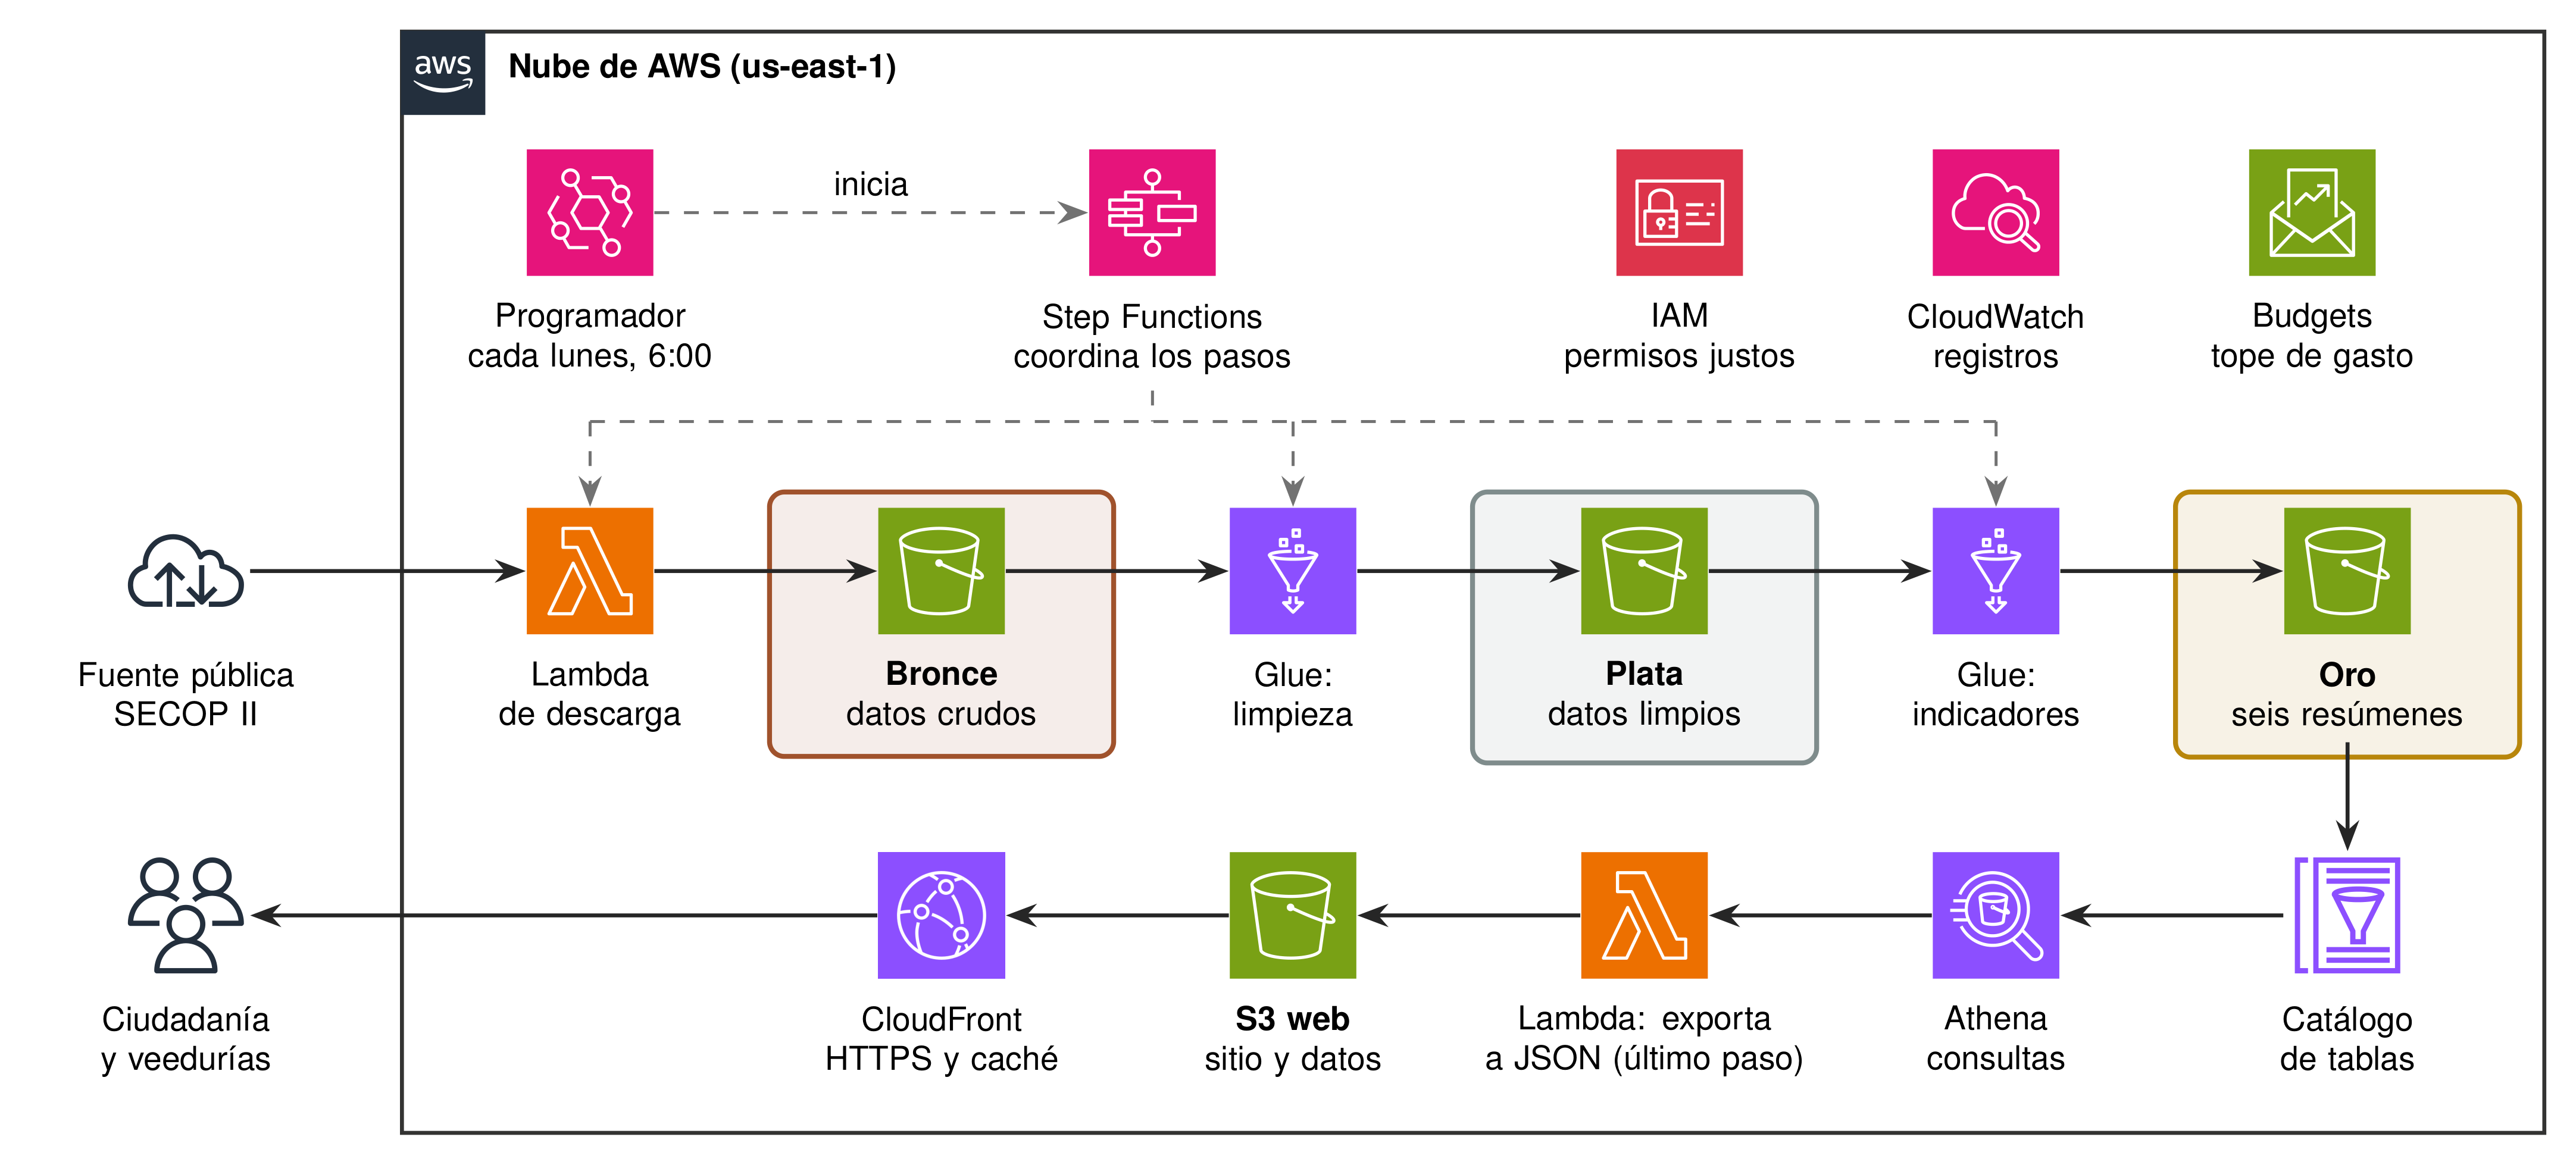 aws
Nube de AWS (us-east-1)
inicia
Programador
cada lunes, 6:00
Step Functions
coordina los pasos
IAM
permisos justos
CloudWatch
registros
Budgets
tope de gasto
Fuente pública
SECOP II
Lambda
de descarga
Bronce
datos crudos
Glue:
limpieza
Plata
datos limpios
Glue:
indicadores
Oro
seis resúmenes
Ciudadanía
y veedurías
CloudFront
HTTPS y caché
S3 web
sitio y datos
Lambda: exporta
a JSON (último paso)
Athena
consultas
Catálogo
de tablas